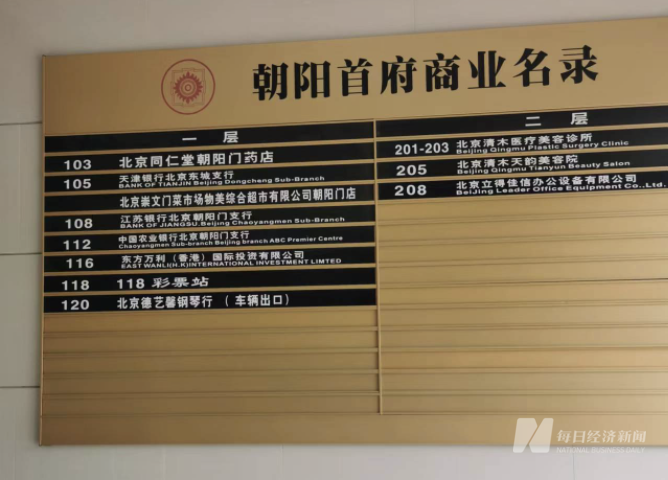 朝阳首府商业名录
一 层
103 北京同仁堂朝阳门药店
105 天津银行北京东城支行
BANK OF TIANJIN Beijing Dongcheng Sub-Branch
北京崇文门菜市场物美综合超市有限公司朝阳门店
108 江苏银行北京朝阳门支行
BANK OF JIANGSU.Beijing Chaoyangmen Sub-Branch
112 中国农业银行北京朝阳门支行
Chaoyangmen Sub-branch Beijing branch ABC Premier Centre
116 东方万利（香港）国际投资有限公司
EAST WANLI(H.K)INTERNATIONAL INVESTMENT LIMTED
118 118 彩票站
120 北京德艺馨钢琴行 （ 车辆出口）
二 层
201-203 北京清木医疗美容诊所
Beijing Qingmu Plastic Surgery Clinic
205 北京清木天韵美容院
Beijing Qingmu Tianyun Beauty Salon
208 北京立得佳信办公设备有限公司
BeiJing Leader Office Equipment Co.,Ltd.
每日经济新闻
NATIONAL BUSINESS DAILY